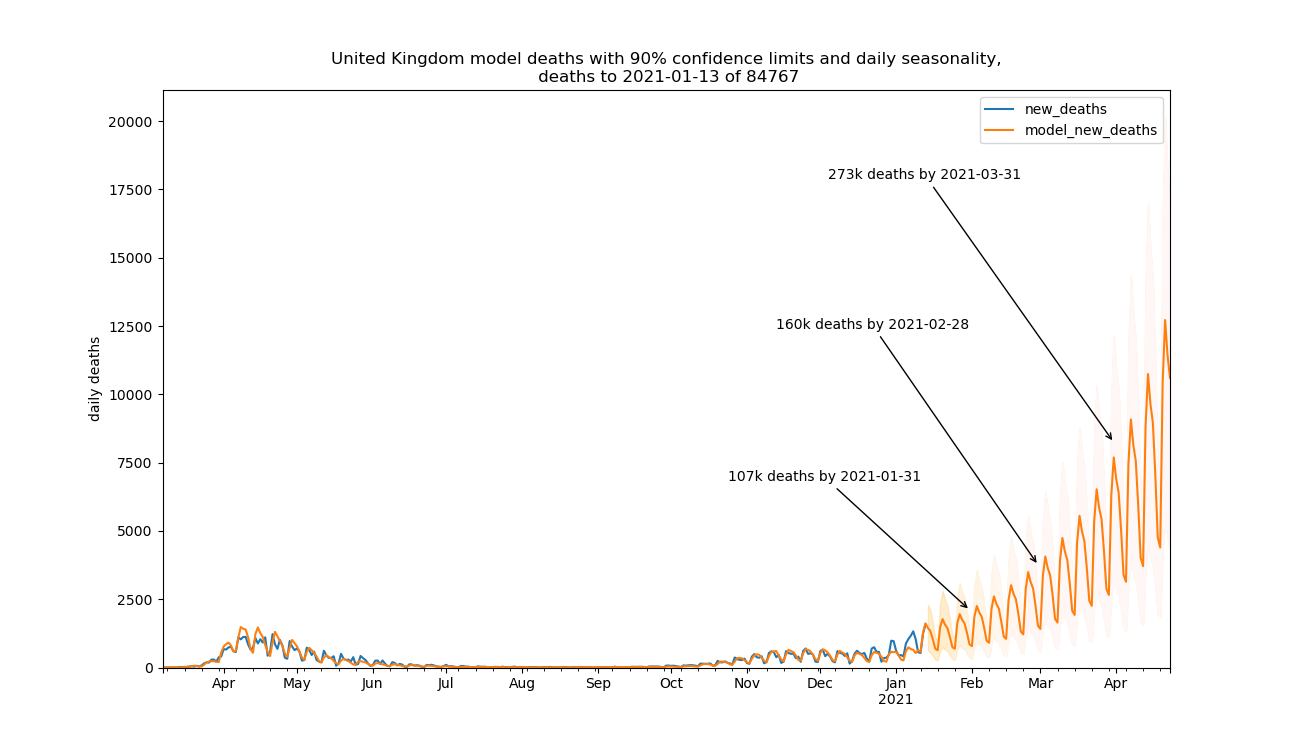 United Kingdom model deaths with 90% confidence limits and daily seasonality,
deaths to 2021-01-13 of 84767
new_deaths
model_new_deaths
273k deaths by 2021-03-31
160k deaths by 2021-02-28
107k deaths by 2021-01-31
daily deaths
20000
17500
15000
12500
10000
7500
5000
2500
0
Apr May Jun Jul Aug Sep Oct Nov Dec Jan Feb Mar Apr
2021